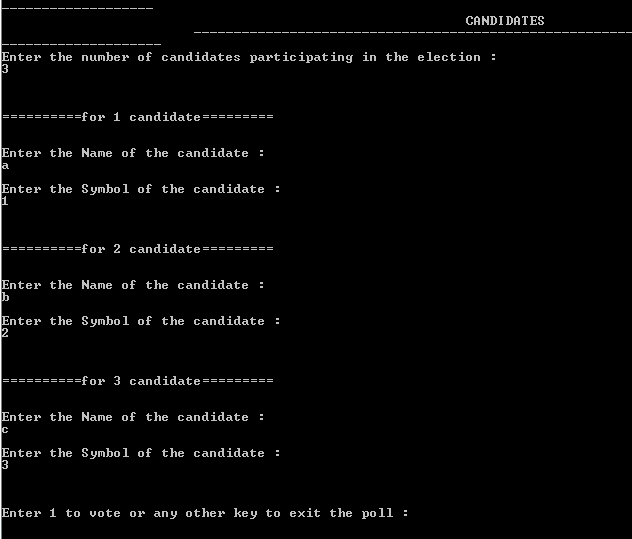 -------------------
CANDIDATES
-------------------------------------------------------
--------------------
Enter the number of candidates participating in the election :
3
==========for 1 candidate=========
Enter the Name of the candidate :
a
Enter the Symbol of the candidate :
1
==========for 2 candidate=========
Enter the Name of the candidate :
b
Enter the Symbol of the candidate :
2
==========for 3 candidate=========
Enter the Name of the candidate :
c
Enter the Symbol of the candidate :
3
Enter 1 to vote or any other key to exit the poll :